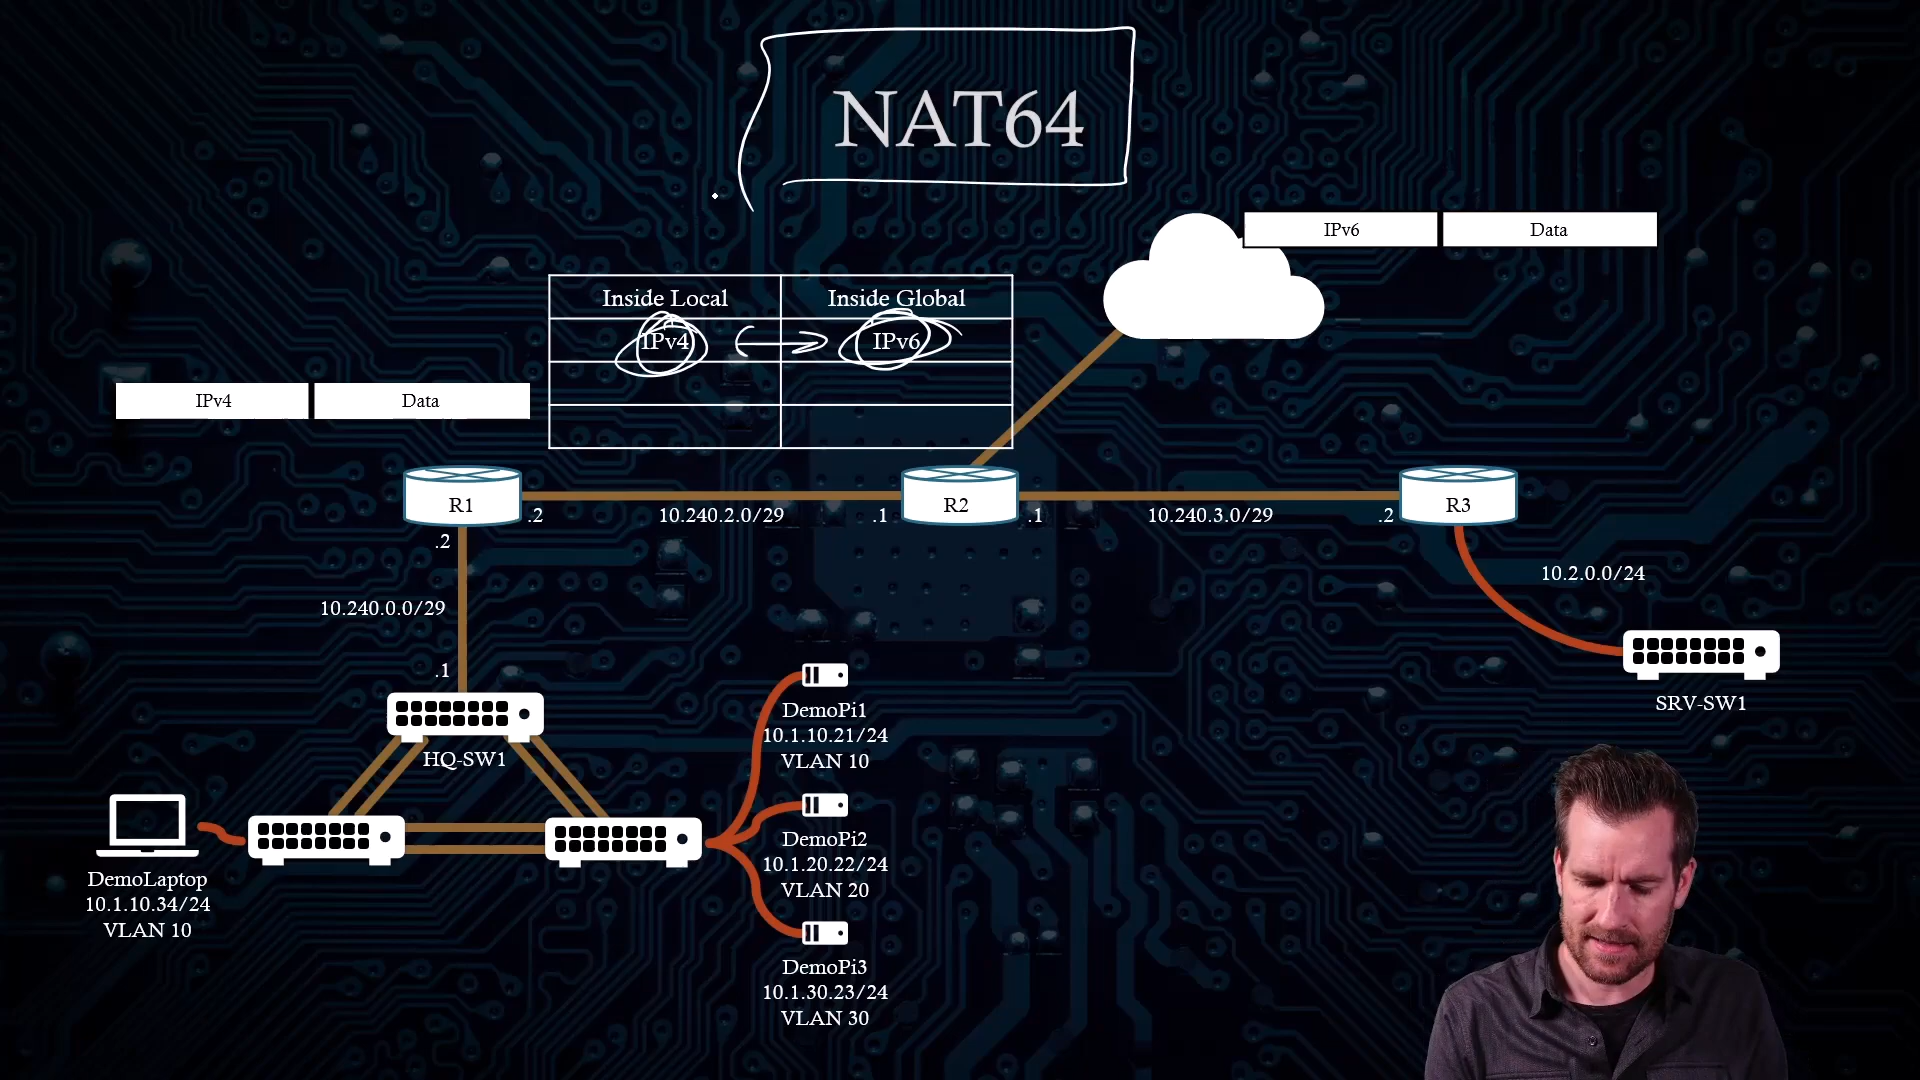 NAT64
IPv6 Data
Inside Local Inside Global
IPv4 IPv6
IPv4 Data
R1
R2
R3
.2 10.240.2.0/29 .1
.1 10.240.3.0/29 .2
.2
10.240.0.0/29
.1
10.2.0.0/24
HQ-SW1
SRV-SW1
DemoPi1
10.1.10.21/24
VLAN 10
DemoPi2
10.1.20.22/24
VLAN 20
DemoPi3
10.1.30.23/24
VLAN 30
DemoLaptop
10.1.10.34/24
VLAN 10